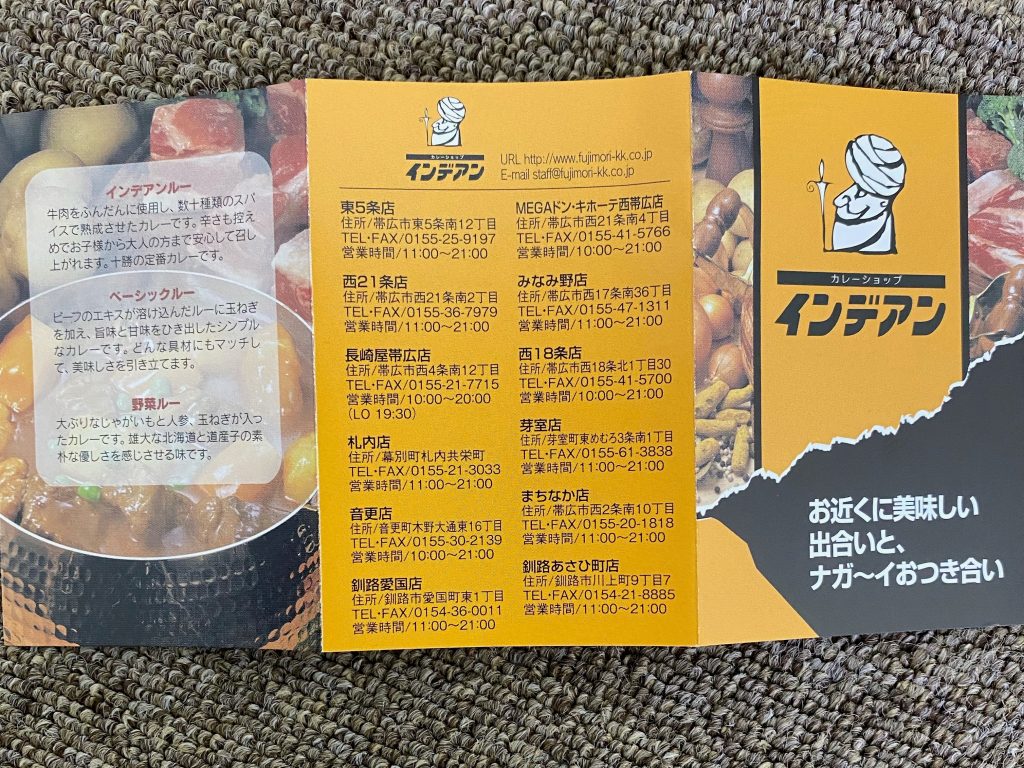 インデアンルー
牛肉をふんだんに使用し、数十種類のスパ
イスで熟成させたカレーです。辛さも控え
めでお子様から大人の方まで安心して召し
上がれます。十勝の定番カレーです。
ベーシックルー
ビーフのエキスが溶け込んだルーに玉ねぎ
を加え、旨味と甘味をひき出したシンプル
なカレーです。どんな具材にもマッチし
て、美味しさを引き立てます。
野菜ルー
大ぶりなじゃがいもと人参、玉ねぎが入っ
たカレーです。雄大な北海道と道産子の素
朴な優しさを感じさせる味です。
カレーショップ
インデアン
URL http://www.fujimori-kk.co.jp
E-mail staff@fujimori-kk.co.jp
東5条店
住所/帯広市東5条南12丁目
TEL・FAX/0155-25-9197
営業時間/11:00〜21:00
西21条店
住所/帯広市西21条南2丁目
TEL・FAX/0155-36-7979
営業時間/11:00〜21:00
長崎屋帯広店
住所/帯広市西4条南12丁目
TEL・FAX/0155-21-7715
営業時間/10:00〜20:00
(LO 19:30)
札内店
住所/幕別町札内共栄町
TEL・FAX/0155-21-3033
営業時間/11:00〜21:00
音更店
住所/音更町木野大通東16丁目
TEL・FAX/0155-30-2139
営業時間/10:00〜21:00
釧路愛国店
住所/釧路市愛国町東1丁目
TEL・FAX/0154-36-0011
営業時間/11:00〜21:00
MEGAドン・キホーテ西帯広店
住所/帯広市西21条南4丁目
TEL・FAX/0155-41-5766
営業時間/10:00〜21:00
みなみ野店
住所/帯広市西17条南36丁目
TEL・FAX/0155-47-1311
営業時間/11:00〜21:00
西18条店
住所/帯広市西18条北1丁目30
TEL・FAX/0155-41-5700
営業時間/10:00〜21:00
芽室店
住所/芽室町東めむろ3条南1丁目
TEL・FAX/0155-61-3838
営業時間/11:00〜21:00
まちなか店
住所/帯広市西2条南10丁目
TEL・FAX/0155-20-1818
営業時間/11:00〜21:00
釧路あさひ町店
住所/釧路市川上町9丁目7
TEL・FAX/0154-21-8885
営業時間/11:00〜21:00
カレーショップ
インデアン
お近くに美味しい
出合いと、
ナガ〜イおつき合い